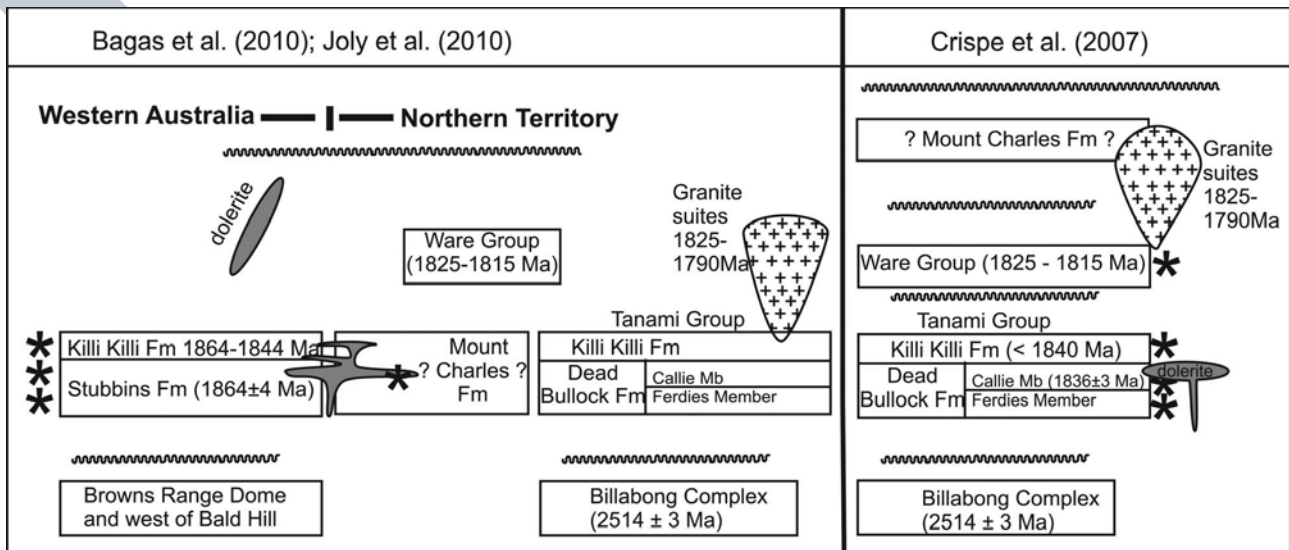 Bagas et al. (2010); Joly et al. (2010)
Western Australia
Northern Territory
dolerite
Ware Group
(1825-1815 Ma)
Granite
suites
1825-
1790Ma
Tanami Group
Killi Killi Fm 1864-1844 Ma
Stubbins Fm (1864±4 Ma)
Mount
? Charles ?
Fm
Killi Killi Fm
Dead
Bullock Fm
Callie Mb
Ferdies Member
Browns Range Dome
and west of Bald Hill
Billabong Complex
(2514 ± 3 Ma)
Crispe et al. (2007)
? Mount Charles Fm ?
Granite
suites
1825-
1790Ma
Ware Group (1825 - 1815 Ma)
Tanami Group
Killi Killi Fm (< 1840 Ma)
Dead
Bullock Fm
Callie Mb (1836±3 Ma)
Ferdies Member
dolerite
Billabong Complex
(2514 ± 3 Ma)